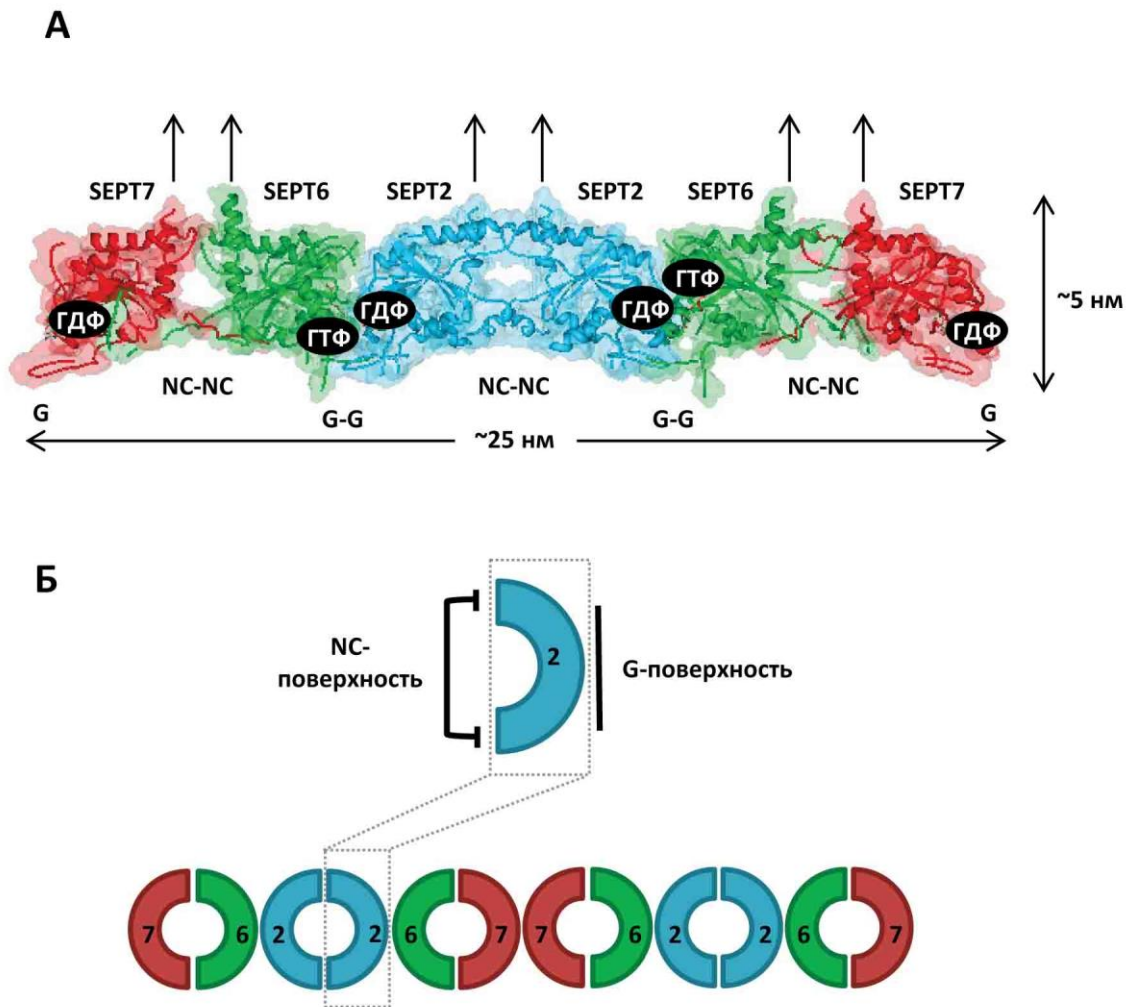 А
SEPT7 SEPT6 SEPT2 SEPT2 SEPT6 SEPT7
ГДФ ГТФ ГДФ ГДФ ГТФ ГДФ
~5 нм
NC-NC NC-NC NC-NC
G G-G G-G G
~25 нм
Б
NC-
поверхность
2
G-поверхность
7 6 2 2 6 7 7 6 2 2 6 7